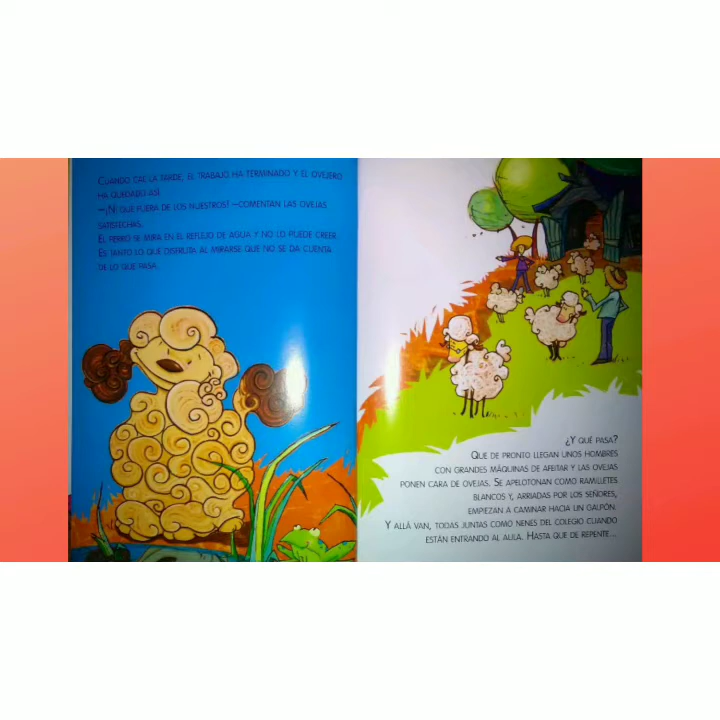 Cuando cae la tarde, el trabajo ha terminado y el ovejero
ha quedado así.
—¡Ni que fuera de los nuestros! —comentan las ovejas
satisfechas.
El perro se mira en el reflejo de agua y no lo puede creer.
Es tanto lo que disfruta al mirarse que no se da cuenta
de lo que pasa.
¿Y qué pasa?
Que de pronto llegan unos hombres
con grandes máquinas de afeitar y las ovejas
ponen cara de ovejas. Se apelotonan como ramilletes
blancos y, arriadas por los señores,
empiezan a caminar hacia un galpón.
Y allá van, todas juntas como nenes del colegio cuando
están entrando al aula. Hasta que de repente...